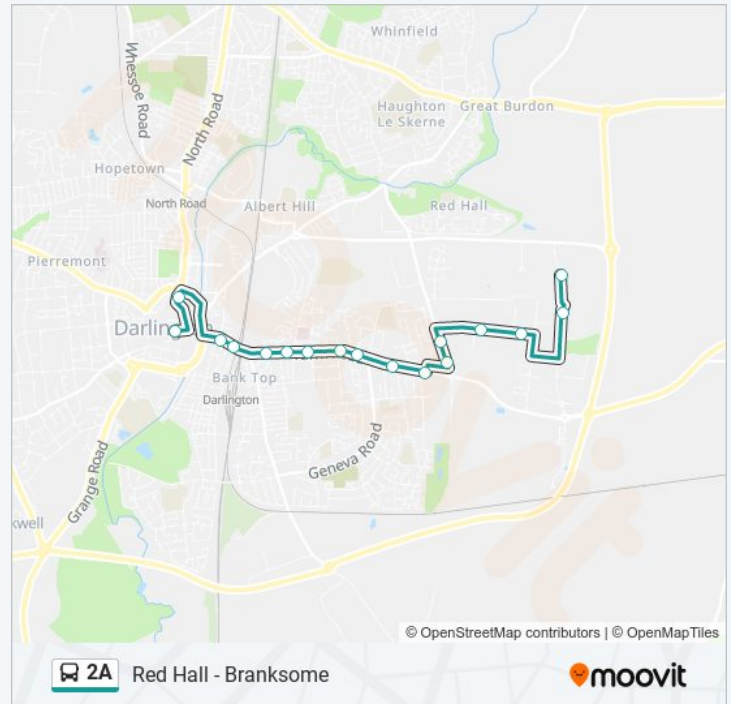 Whinfield
Whessoe Road
North Road
Haughton
Le Skerne
Great Burdon
Hopetown
North Road
Albert Hill
Red Hall
Pierremont
Darlin
Bank Top
Darlington
Geneva Road
Grange Road
kwell
© OpenStreetMap contributors | © OpenMapTiles
2A Red Hall - Branksome
moovit